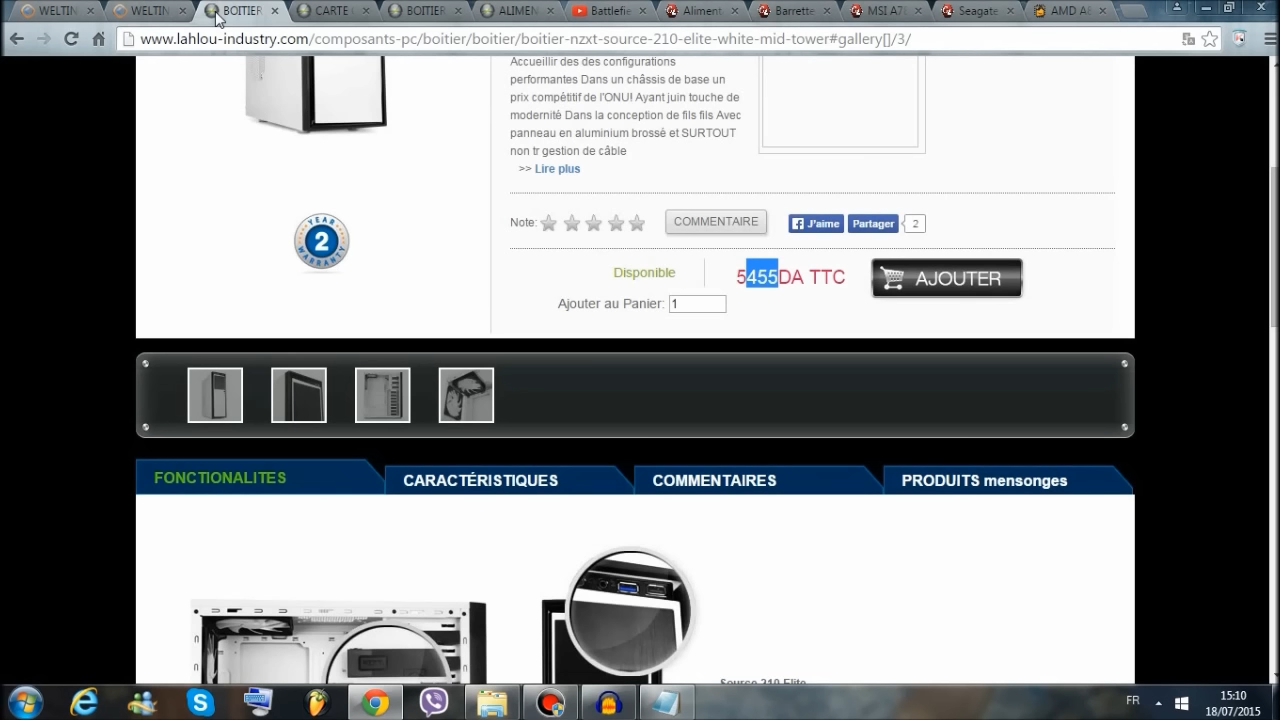 WELTIN
WELTIN
BOITIER
CARTE
BOITIER
ALIMEN
Battlefie
Aliment
Barrette
MSI A7
Seagate
AMD A
www.lahlou-industry.com/composants-pc/boitier/boitier/boitier-nzxt-source-210-elite-white-mid-tower#gallery[]/3/
Accueillir des des configurations
performantes Dans un châssis de base un
prix compétitif de l'ONU! Ayant juin touche de
modernité Dans la conception de fils fils Avec
panneau en aluminium brossé et SURTOUT
non tr gestion de câble
>> Lire plus
2 YEAR WARRANTY
Note:
COMMENTAIRE
J'aime
Partager
2
Disponible
5455DA TTC
AJOUTER
Ajouter au Panier: 1
FONCTIONALITES
CARACTÉRISTIQUES
COMMENTAIRES
PRODUITS mensonges
Source 210 Elite
FR
15:10
18/07/2015